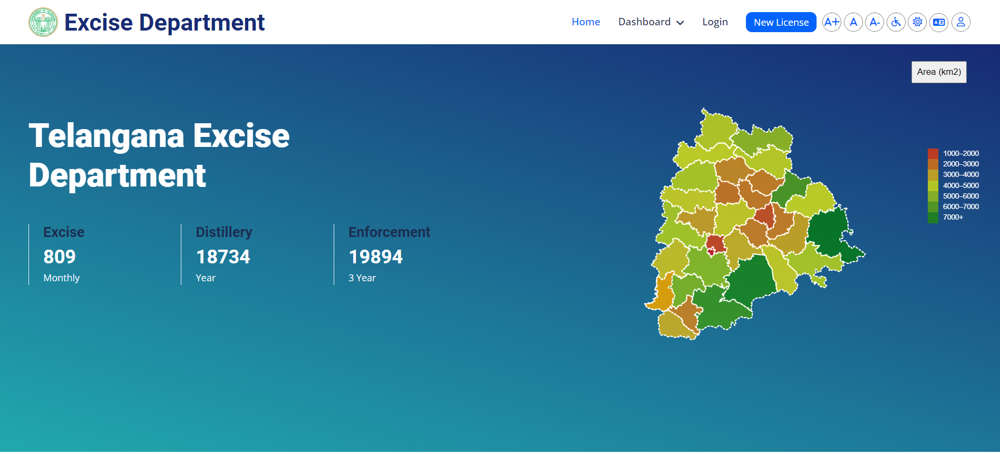 Excise Department
Home
Dashboard
Login
New License
A+
A
A-
Area (km2)
Telangana Excise
Department
Excise
809
Monthly
Distillery
18734
Year
Enforcement
19894
3 Year
1000–2000
2000–3000
3000–4000
4000–5000
5000–6000
6000–7000
7000+